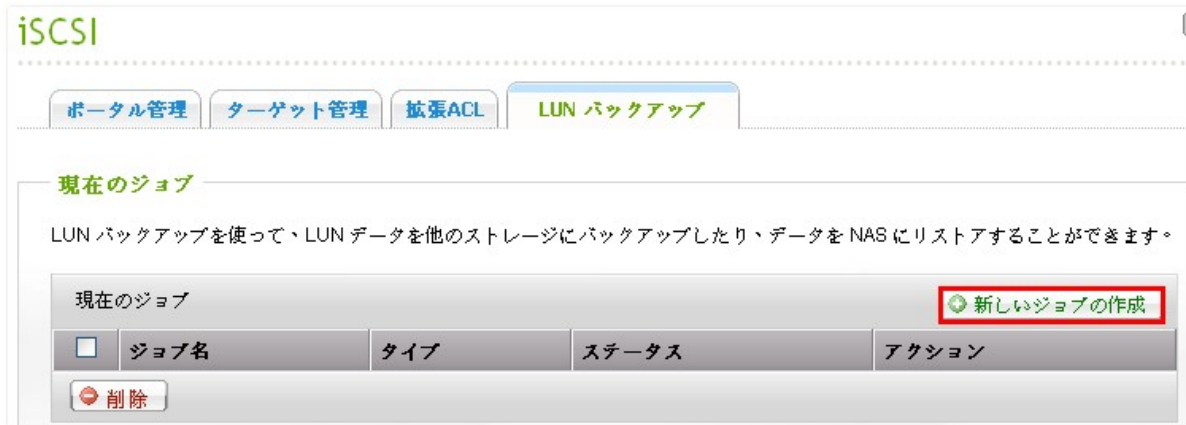 iSCSI
ポータル管理 ターゲット管理 拡張ACL LUN バックアップ
現在のジョブ
LUN バックアップを使って、LUN データを他のストレージにバックアップしたり、データを NAS にリストアすることができます。
現在のジョブ 新しいジョブの作成
ジョブ名 タイプ ステータス アクション
削除